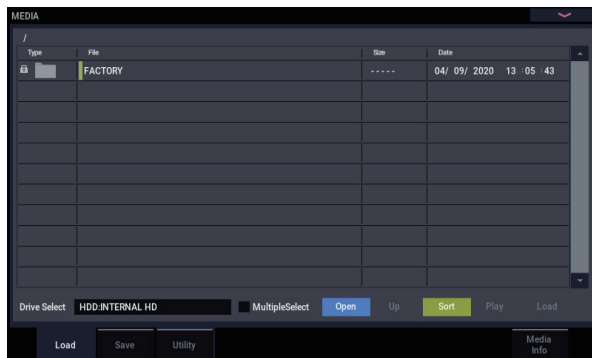 MEDIA
/
Type File Size Date
FACTORY ----- 04/ 09/ 2020 13 :05 :43
Drive Select HDD:INTERNAL HD MultipleSelect Open Up Sort Play Load
Load Save Utility Media
Info